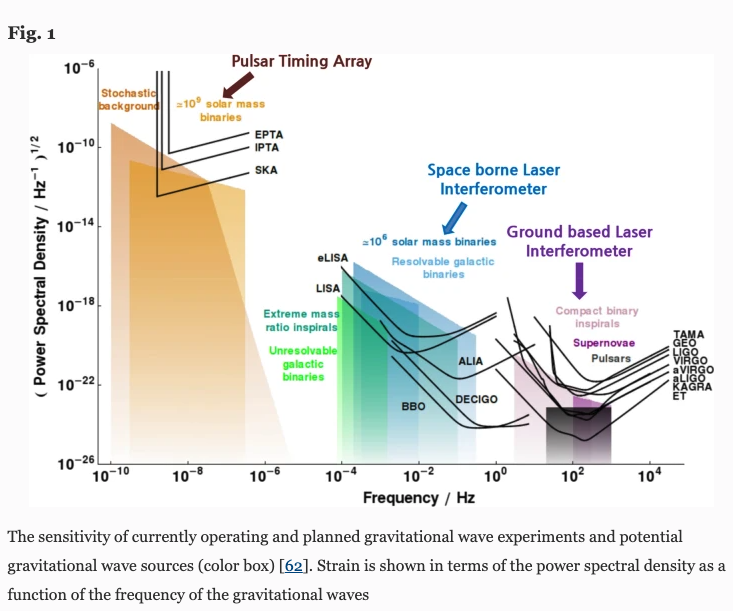 Fig. 1
Pulsar Timing Array
Stochastic
background
≃10⁹ solar mass
binaries
EPTA
IPTA
SKA
Space borne Laser
Interferometer
≃10⁶ solar mass binaries
Resolvable galactic
binaries
Ground based Laser
Interferometer
eLISA
LISA
Extreme mass
ratio inspirals
Unresolvable
galactic
binaries
ALIA
DECIGO
BBO
Compact binary
inspirals
Supernovae
Pulsars
TAMA
GEO
LIGO
VIRGO
aVIRGO
aLIGO
KAGRA
ET
( Power Spectral Density / Hz⁻¹ )¹/²
10⁻⁶
10⁻¹⁰
10⁻¹⁴
10⁻¹⁸
10⁻²²
10⁻²⁶
10⁻¹⁰
10⁻⁸
10⁻⁶
10⁻⁴
10⁻²
10⁰
10²
10⁴
Frequency / Hz
The sensitivity of currently operating and planned gravitational wave experiments and potential
gravitational wave sources (color box) [62]. Strain is shown in terms of the power spectral density as a
function of the frequency of the gravitational waves